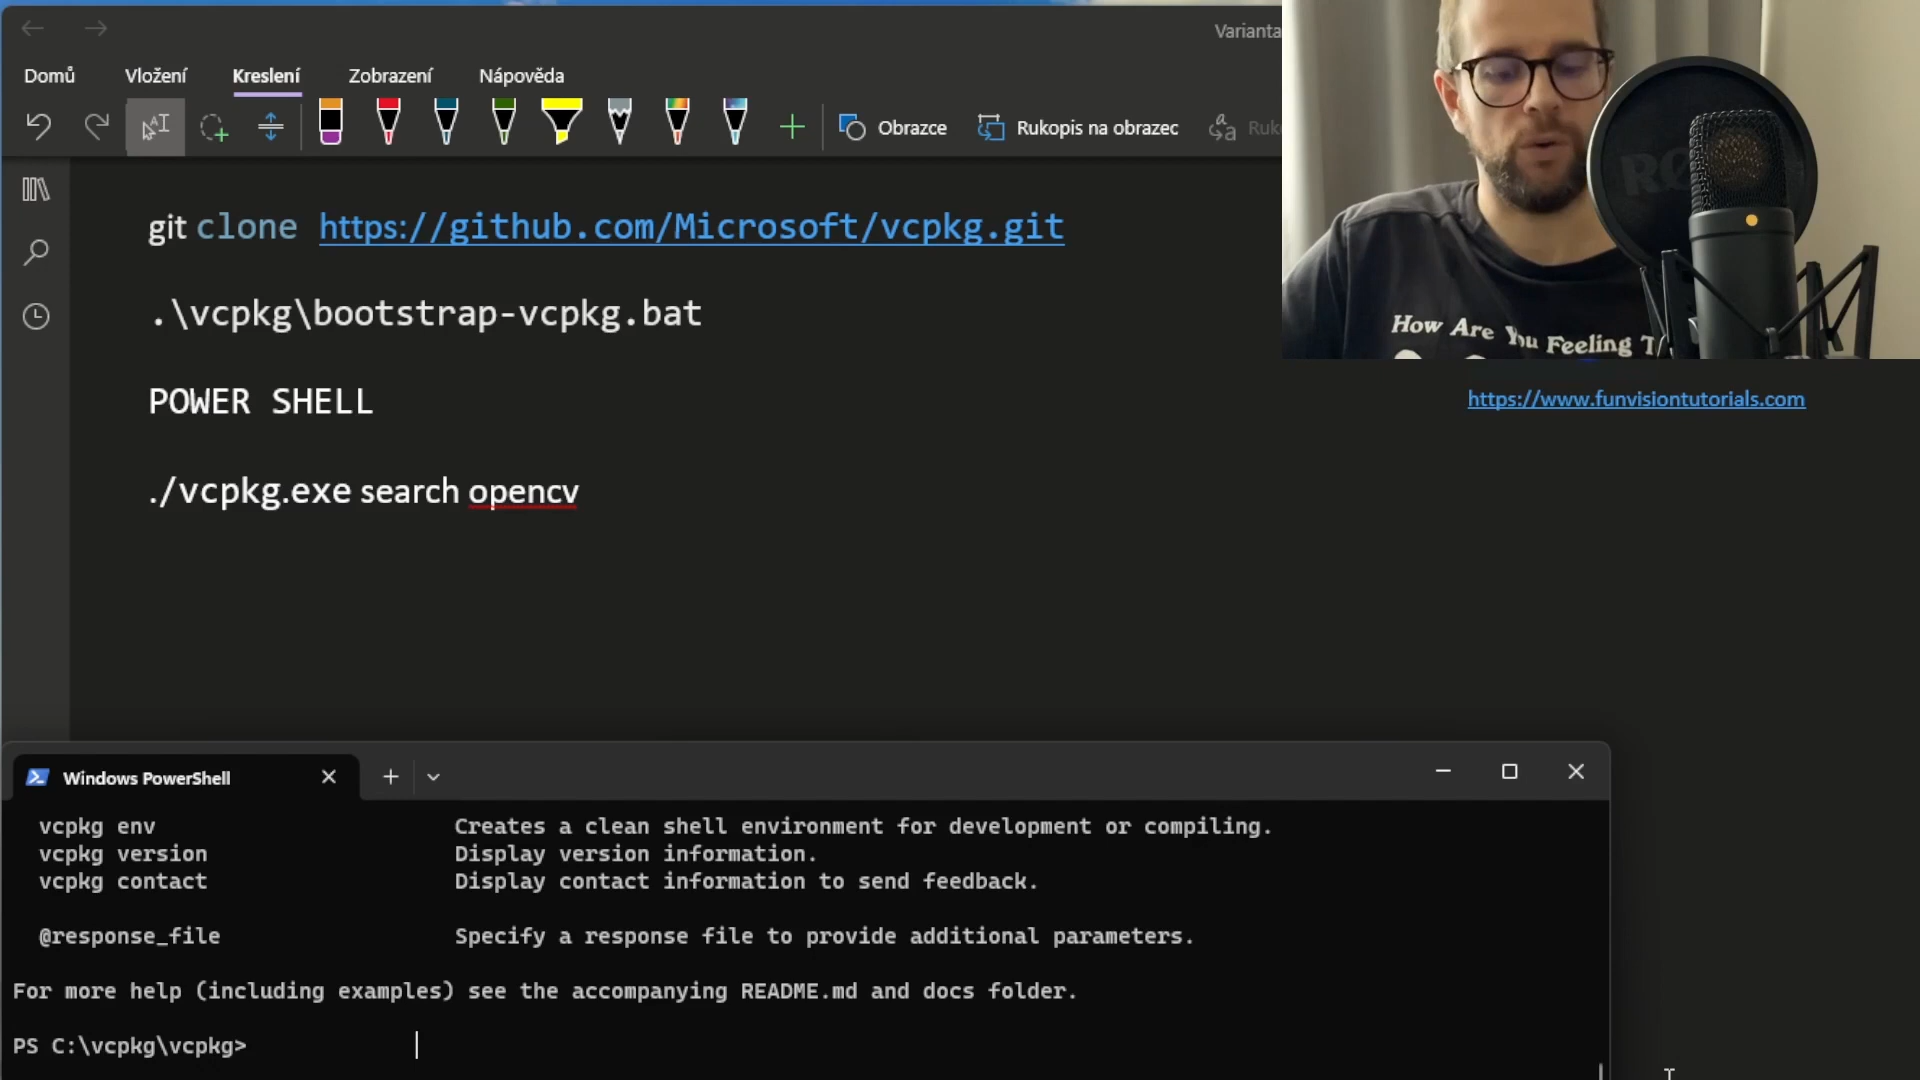 Varianta
Domů Vložení Kreslení Zobrazení Nápověda
Obrazce Rukopis na obrazec
git clone https://github.com/Microsoft/vcpkg.git
.\vcpkg\bootstrap-vcpkg.bat
POWER SHELL
./vcpkg.exe search opencv
How Are You Feeling
https://www.funvisiontutorials.com
Windows PowerShell
vcpkg env Creates a clean shell environment for development or compiling.
vcpkg version Display version information.
vcpkg contact Display contact information to send feedback.
@response_file Specify a response file to provide additional parameters.
For more help (including examples) see the accompanying README.md and docs folder.
PS C:\vcpkg\vcpkg>